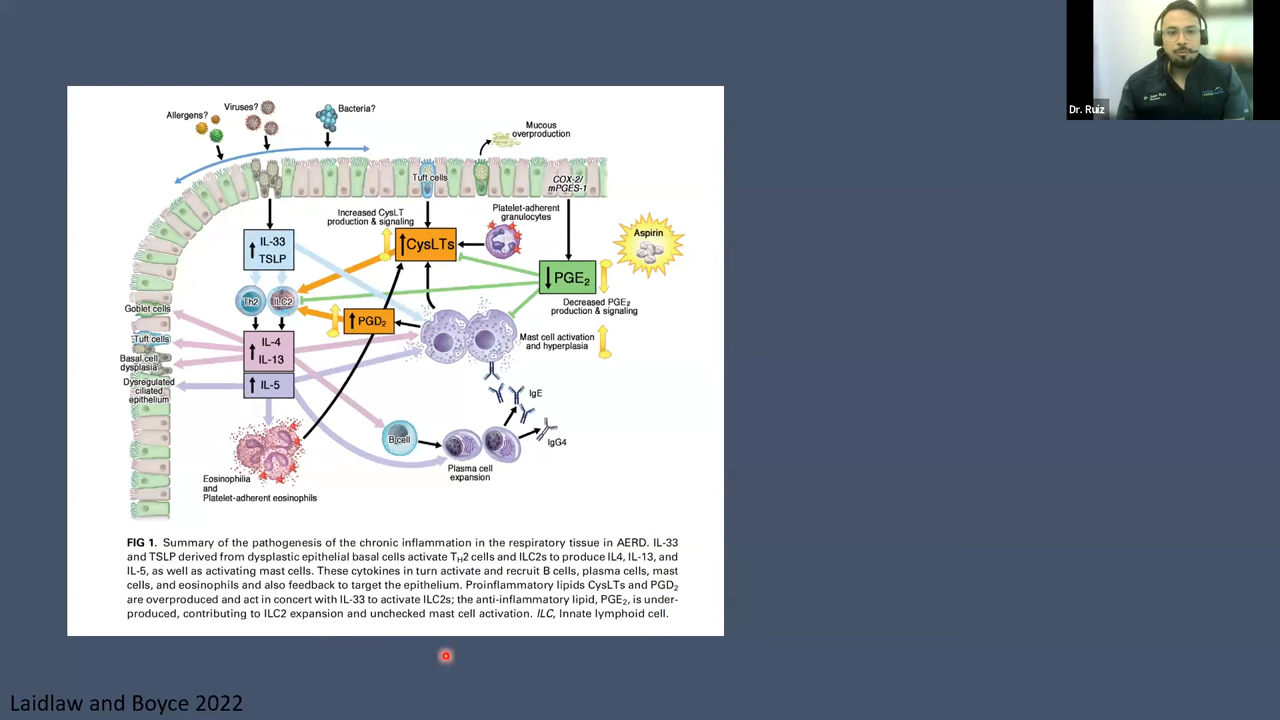 Dr. Ruiz
Allergens?
Viruses?
Bacteria?
Mucous
overproduction
Tuft cells
COX-2/
mPGES-1
Increased CysLT
production & signaling
Platelet-adherent
granulocytes
Aspirin
IL-33
TSLP
CysLTs
PGE2
Decreased PGE2
production & signaling
Th2
ILC2
PGD2
Goblet cells
Tuft cells
Basal cell
dysplasia
Dysregulated
ciliated
epithelium
IL-4
IL-13
IL-5
Mast cell activation
and hyperplasia
IgE
IgG4
B cell
Plasma cell
expansion
Eosinophilia
and
Platelet-adherent eosinophils
FIG 1. Summary of the pathogenesis of the chronic inflammation in the respiratory tissue in AERD. IL-33
and TSLP derived from dysplastic epithelial basal cells activate TH2 cells and ILC2s to produce IL4, IL-13, and
IL-5, as well as activating mast cells. These cytokines in turn activate and recruit B cells, plasma cells, mast
cells, and eosinophils and also feedback to target the epithelium. Proinflammatory lipids CysLTs and PGD2
are overproduced and act in concert with IL-33 to activate ILC2s; the anti-inflammatory lipid, PGE2, is under-
produced, contributing to ILC2 expansion and unchecked mast cell activation. ILC, Innate lymphoid cell.
Laidlaw and Boyce 2022